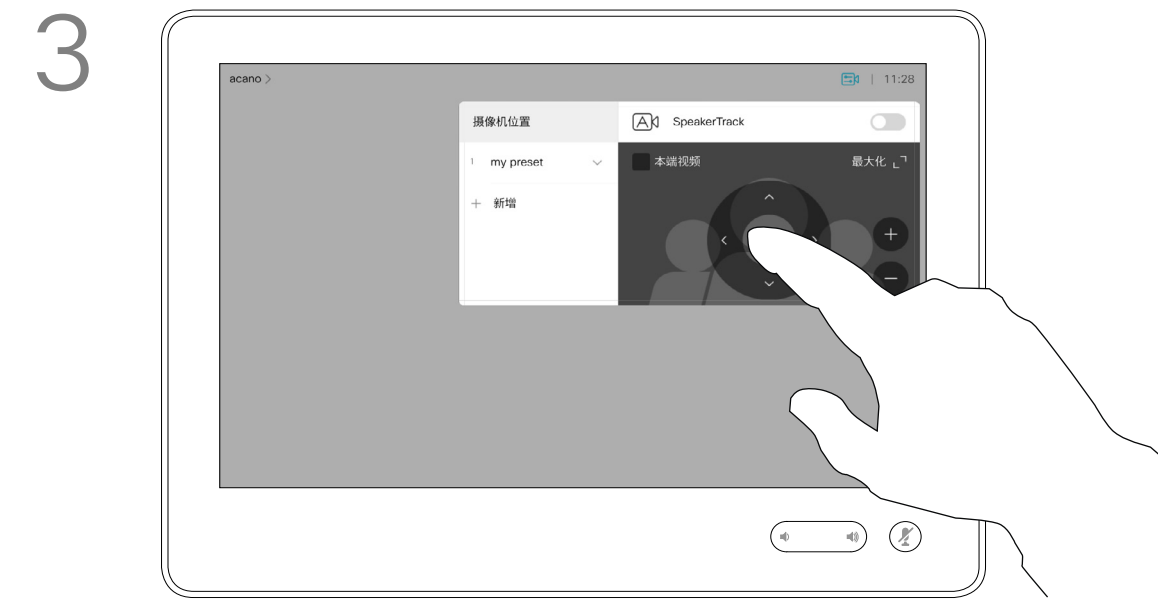 3
acano >
11:28
摄像机位置
SpeakerTrack
1 my preset
本端视频
最大化
+ 新增